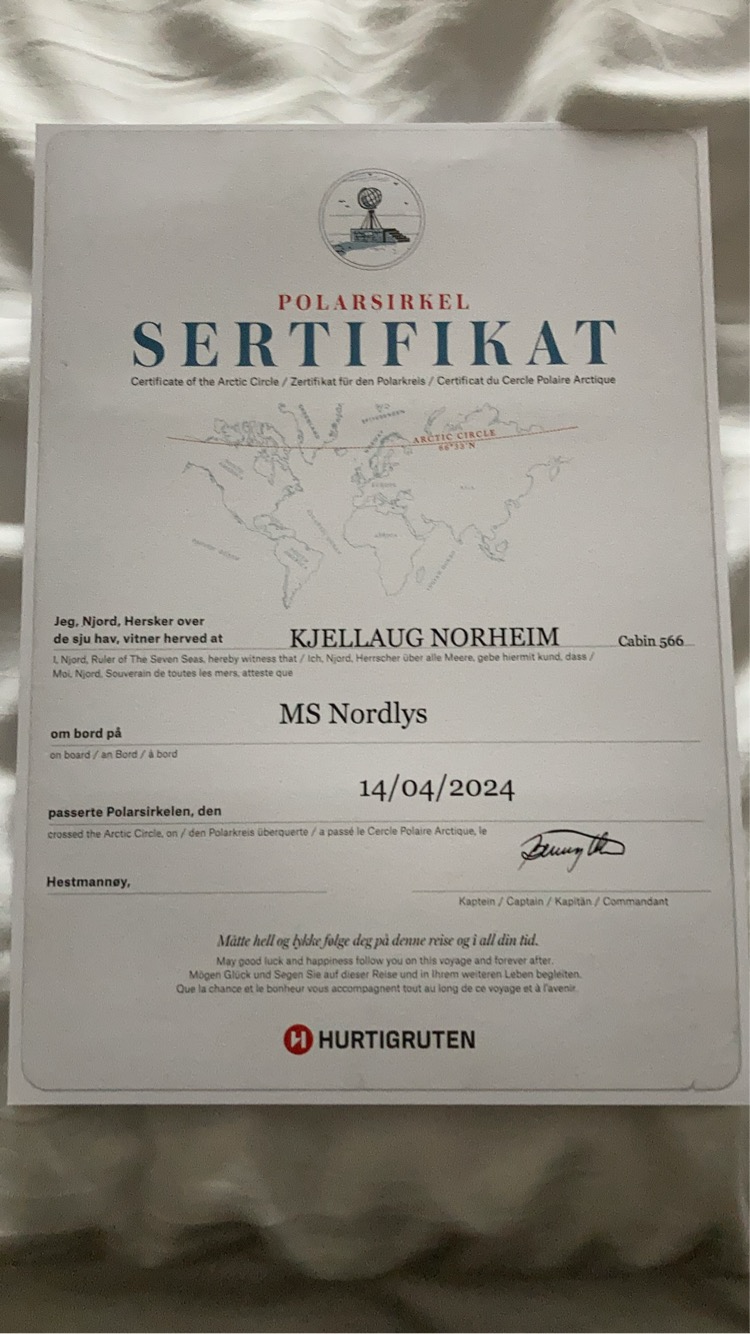 POLARSIRKEL
SERTIFIKAT
Certificate of the Arctic Circle / Zertifikat für den Polarkreis / Certificat du Cercle Polaire Arctique
ARCTIC CIRCLE
66°33'N
Jeg, Njord, Hersker over
de sju hav, vitner herved at KJELLAUG NORHEIM Cabin 566
I, Njord, Ruler of The Seven Seas, hereby witness that / Ich, Njord, Herrscher über alle Meere, gebe hiermit kund, dass /
Moi, Njord, Souverain de toutes les mers, atteste que
MS Nordlys
om bord på
on board / an Bord / à bord
14/04/2024
passerte Polarsirkelen, den
crossed the Arctic Circle, on / den Polarkreis überquerte / a passé le Cercle Polaire Arctique, le
Hestmannøy,
Kaptein / Captain / Kapitän / Commandant
Måtte hell og lykke følge deg på denne reise og i all din tid.
May good luck and happiness follow you on this voyage and forever after.
Mögen Glück und Segen Sie auf dieser Reise und in Ihrem weiteren Leben begleiten.
Que la chance et le bonheur vous accompagnent tout au long de ce voyage et à l'avenir.
HURTIGRUTEN